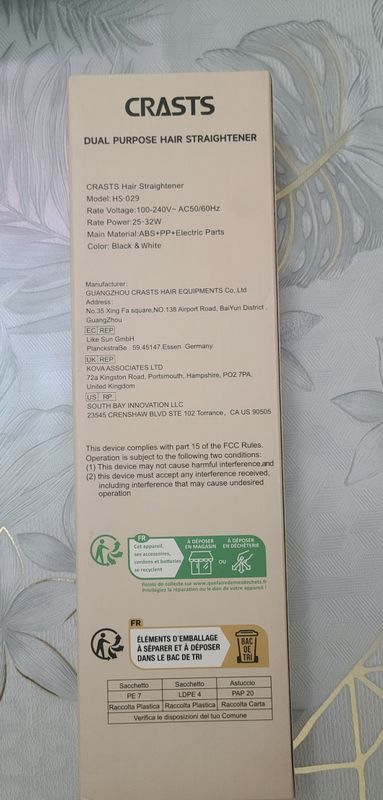 CRASTS
DUAL PURPOSE HAIR STRAIGHTENER
CRASTS Hair Straightener
Model: HS-029
Rate Voltage:100-240V~ AC50/60Hz
Rate Power:25-32W
Main Material:ABS+PP+Electric Parts
Color: Black & White
Manufacturer:
GUANGZHOU CRASTS HAIR EQUIPMENTS Co.,Ltd
Address:
No.35 Xing Fa square,NO.138 Airport Road, BaiYun District,
GuangZhou
EC REP
Like Sun GmbH
Planckstraße . 59.45147.Essen Germany
UK REP
KOVA ASSOCIATES LTD
72a Kingston Road, Portsmouth, Hampshire, PO2 7PA,
United Kingdom
US RP.
SOUTH BAY INNOVATION LLC
23545 CRENSHAW BLVD STE 102 Torrance, CA US 90505
This device complies with part 15 of the FCC Rules.
Operation is subject to the following two conditions:
(1) This device may not cause harmful interference,and
(2) this device must accept any interference received,
including interference that may cause undesired
operation
FR
Cet appareil,
ses accessoires,
cordons et batteries
se recyclent
À DÉPOSER
EN MAGASIN
OU
À DÉPOSER
EN DÉCHÈTERIE
Points de collecte sur www.quefairedemesdechets.fr
Privilégiez la réparation ou le don de votre appareil !
FR
ÉLÉMENTS D'EMBALLAGE
À SÉPARER ET À DÉPOSER
DANS LE BAC DE TRI
BAC
DE
TRI
Sacchetto Sacchetto Astuccio
PE 7 LDPE 4 PAP 20
Raccolta Plastica Raccolta Plastica Raccolta Carta
Verifica le disposizioni del tuo Comune